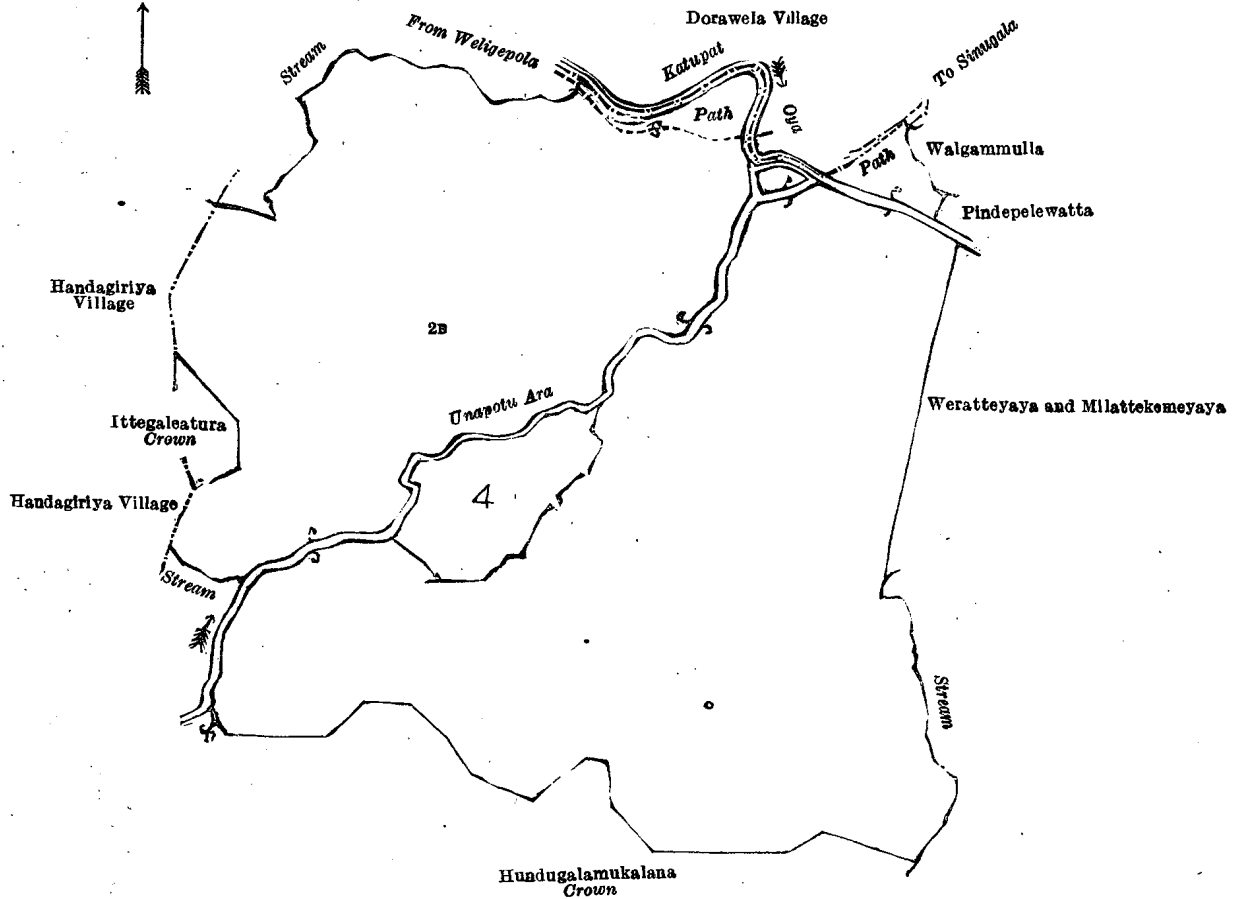 Dorawela Village
From Weligepola
Katupat
Oya
To Sinugala
Stream
Path
Path
Walgammulla
Pindepelewatta
Handagiriya
Village
2B
Unapotu Ara
Ittegaleatura
Crown
Weratteyaya and Milattekemeyaya
4
Handagiriya Village
Stream
Stream
Hundugalamukalana
Crown